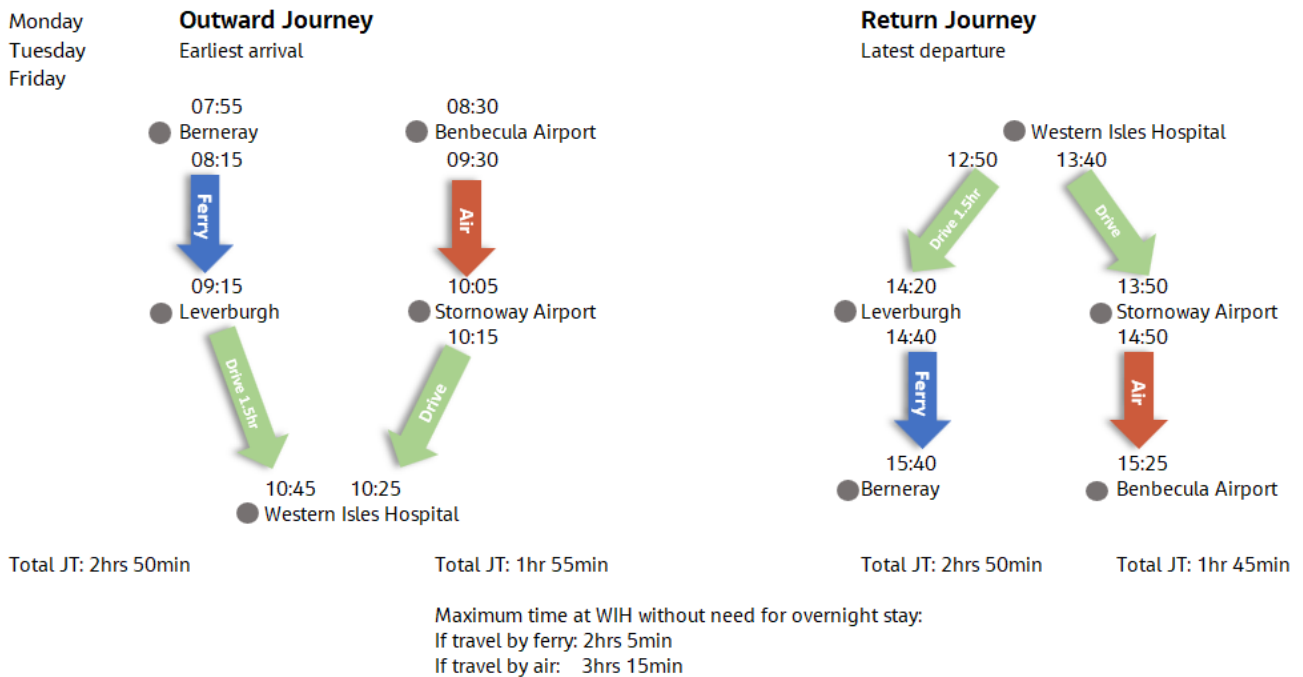 Monday
Tuesday
Friday
Outward Journey
Earliest arrival
07:55
Berneray
08:15
Ferry
09:15
Leverburgh
Drive 1.5hr
10:45
08:30
Benbecula Airport
09:30
Air
10:05
Stornoway Airport
10:15
Drive
10:25
Western Isles Hospital
Total JT: 2hrs 50min
Total JT: 1hr 55min
Return Journey
Latest departure
Western Isles Hospital
12:50
Drive 1.5hr
14:20
Leverburgh
14:40
Ferry
15:40
Berneray
13:40
Drive
13:50
Stornoway Airport
14:50
Air
15:25
Benbecula Airport
Total JT: 2hrs 50min
Total JT: 1hr 45min
Maximum time at WIH without need for overnight stay:
If travel by ferry: 2hrs 5min
If travel by air: 3hrs 15min